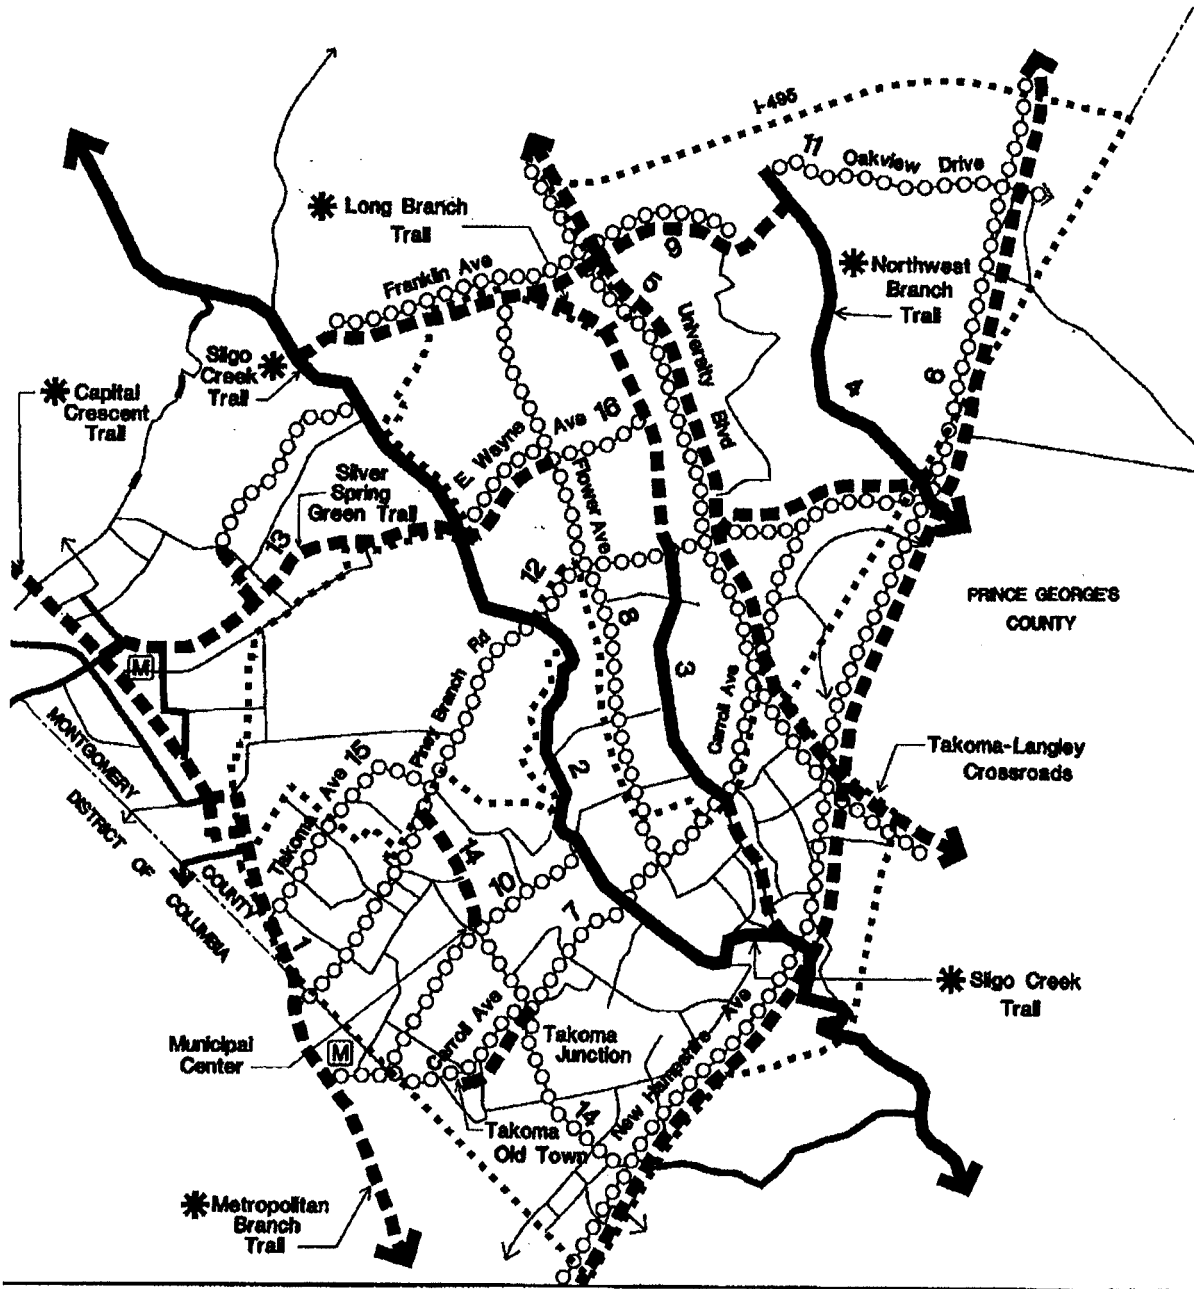 I-495
11
Oakview Drive
Long Branch
Trail
9
Franklin Ave
5
Northwest
Branch
Trail
University
Blvd
Sligo
Creek
Trail
Capital
Crescent
Trail
6
4
E Wayne
Ave 16
Silver
Spring
Green Trail
Flower Ave
13
12
PRINCE GEORGE'S
COUNTY
8
M
Piney Branch Rd
3
Carroll Ave
MONTGOMERY
COUNTY
DISTRICT OF
COLUMBIA
Takoma Ave 15
2
Takoma-Langley
Crossroads
14
10
7
1
Sligo Creek
Trail
Municipal
Center
M
Carroll Ave
Takoma
Junction
New Hampshire Ave
14
Takoma
Old Town
Metropolitan
Branch
Trail